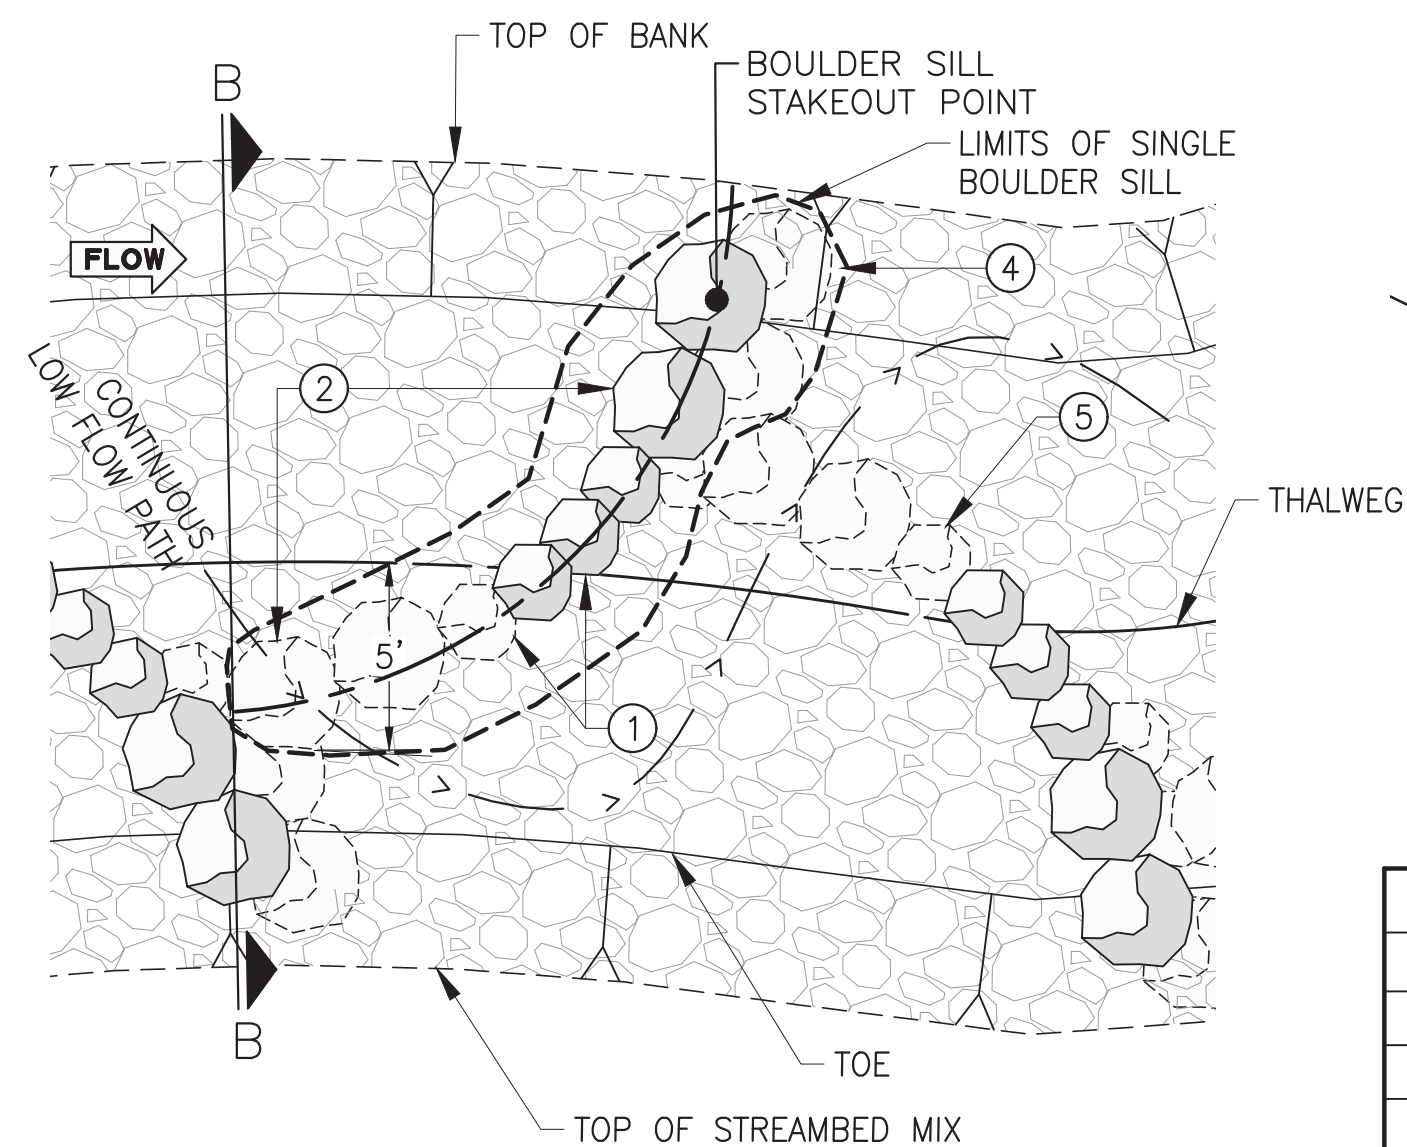 TOP OF BANK
BOULDER SILL
STAKEOUT POINT
B
LIMITS OF SINGLE
BOULDER SILL
FLOW
4
2
CONTINUOUS
LOW FLOW PATH
5
THALWEG
5'
1
B
TOE
TOP OF STREAMBED MIX